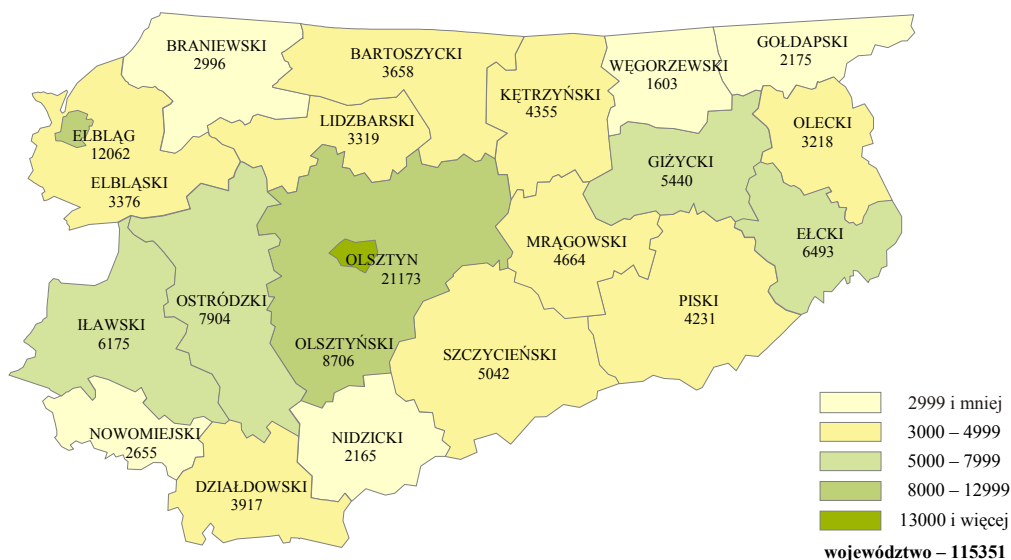 BRANIEWSKI
2996
BARTOSZYCKI
3658
GOŁDAPSKI
2175
WĘGORZEWSKI
1603
KĘTRZYŃSKI
4355
LIDZBARSKI
3319
OLECKI
3218
ELBLĄG
12062
GIŻYCKI
5440
ELBLĄSKI
3376
EŁCKI
6493
MRĄGOWSKI
4664
OLSZTYN
21173
OSTRÓDZKI
7904
PISKI
4231
IŁAWSKI
6175
OLSZTYŃSKI
8706
SZCZYCIEŃSKI
5042
NOWOMIEJSKI
2655
NIDZICKI
2165
DZIAŁDOWSKI
3917
2999 i mniej
3000 – 4999
5000 – 7999
8000 – 12999
13000 i więcej
województwo – 115351